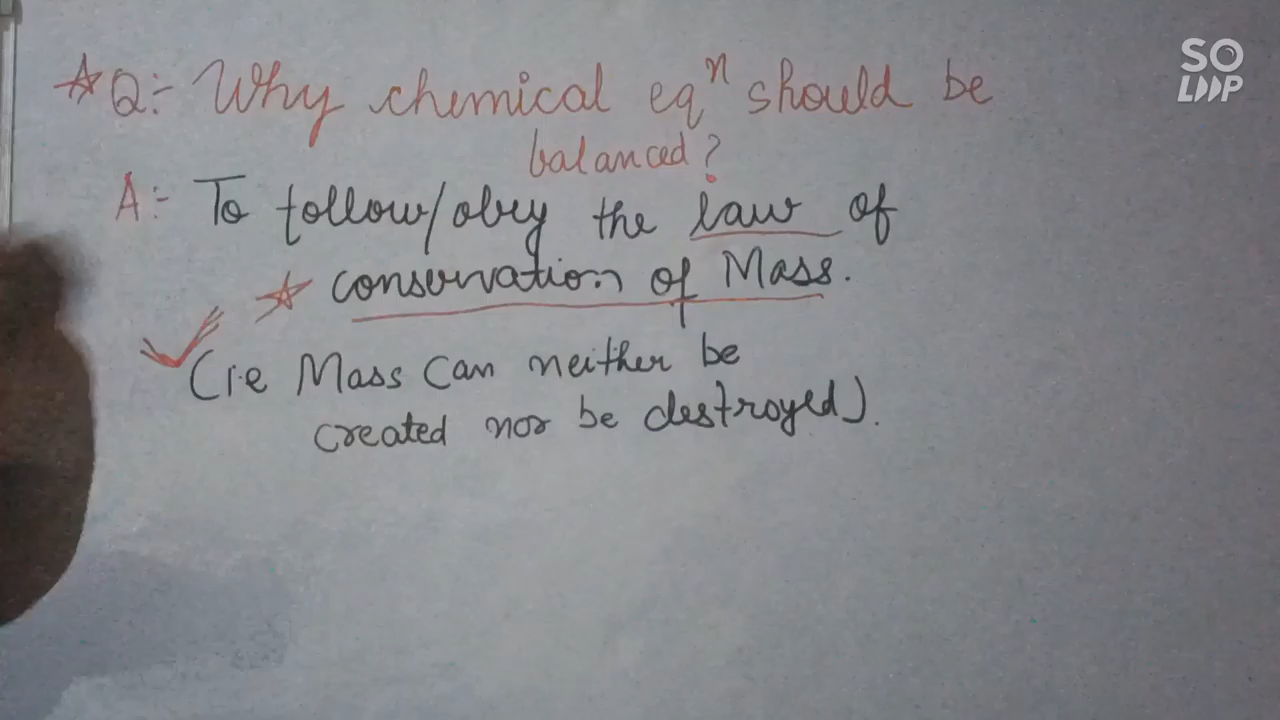 ☆ Q:- Why chemical eqⁿ should be
balanced?
A:- To follow/obey the law of
☆ conservation of Mass.
✓ (i.e Mass can neither be
created nor be destroyed).
SO
LOOP